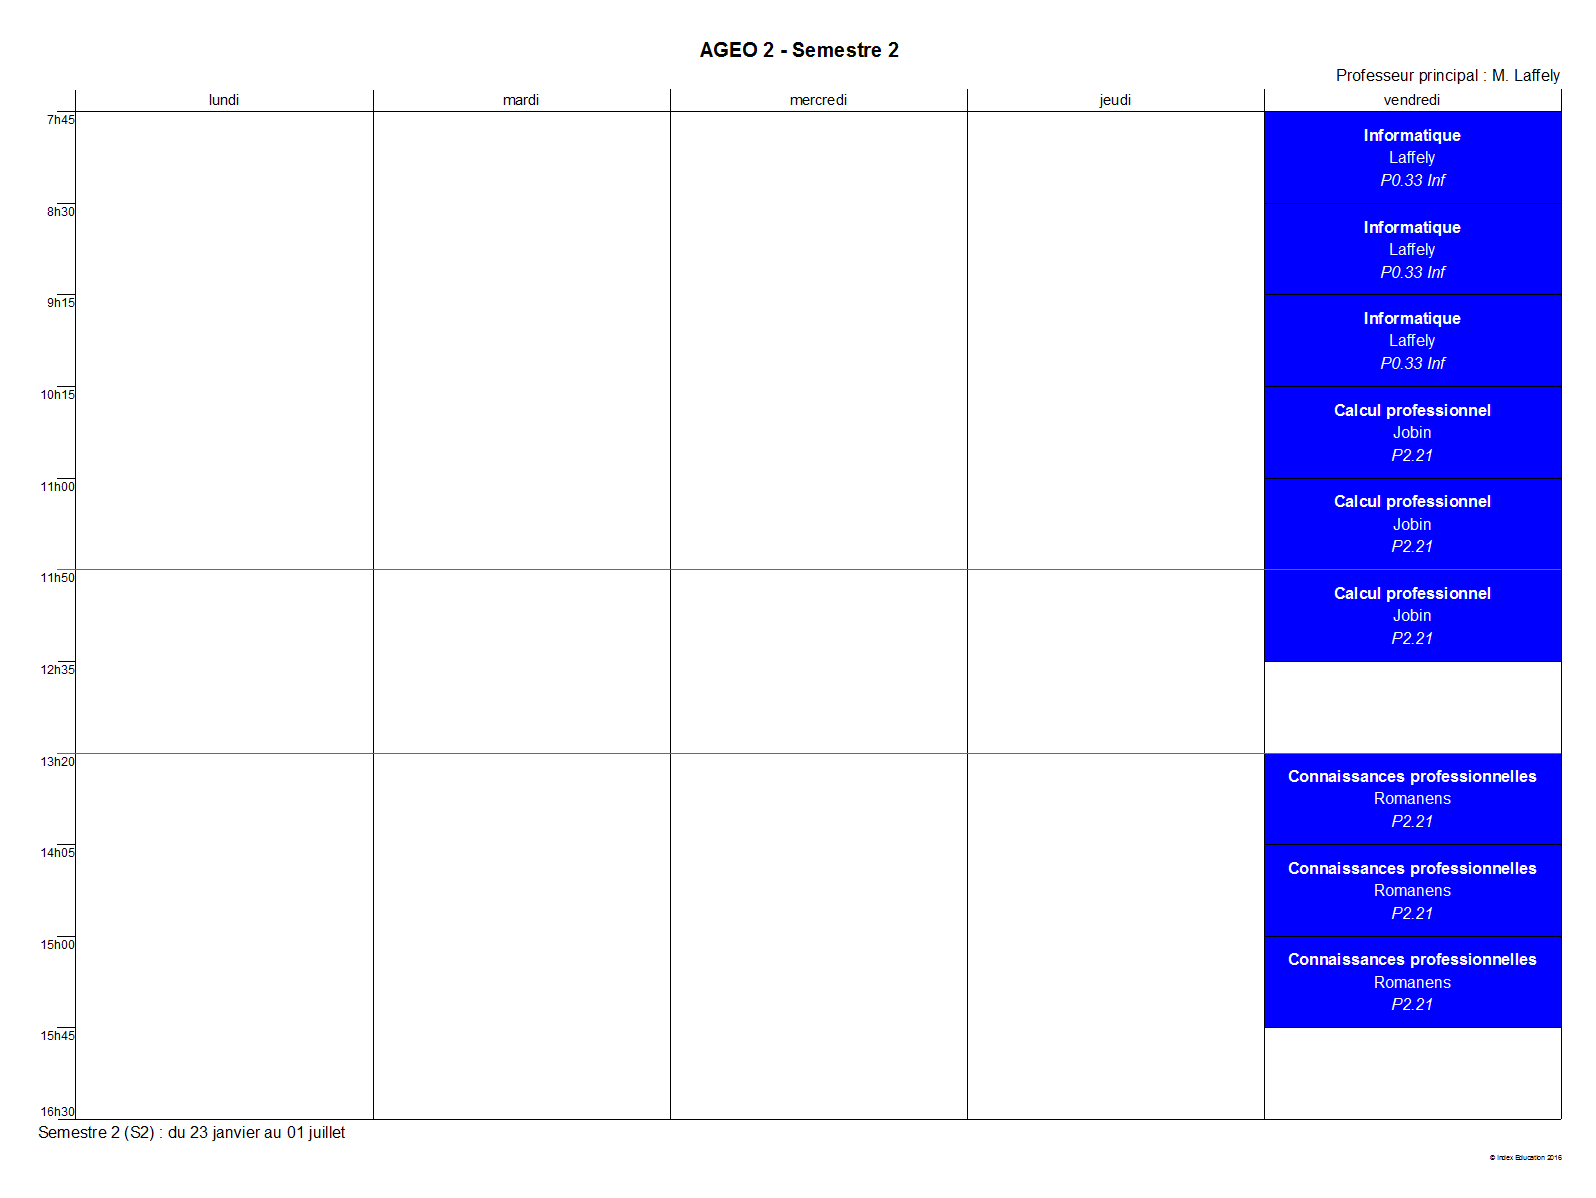 AGEO 2 - Semestre 2
Professeur principal : M. Laffely
lundi mardi mercredi jeudi vendredi
7h45
Informatique
Laffely
P0.33 Inf
8h30
Informatique
Laffely
P0.33 Inf
9h15
Informatique
Laffely
P0.33 Inf
10h15
Calcul professionnel
Jobin
P2.21
11h00
Calcul professionnel
Jobin
P2.21
11h50
Calcul professionnel
Jobin
P2.21
12h35
13h20
Connaissances professionnelles
Romanens
P2.21
14h05
Connaissances professionnelles
Romanens
P2.21
15h00
Connaissances professionnelles
Romanens
P2.21
15h45
16h30
Semestre 2 (S2) : du 23 janvier au 01 juillet
© Index Education 2016